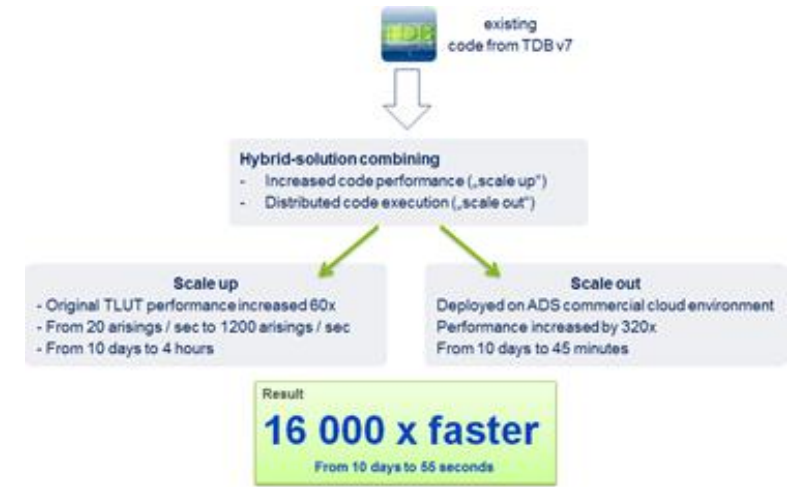 TDB
existing
code from TDB v7
Hybrid-solution combining
- Increased code performance („scale up“)
- Distributed code execution („scale out“)
Scale up
- Original TLUT performance increased 60x
- From 20 arisings / sec to 1200 arisings / sec
- From 10 days to 4 hours
Scale out
Deployed on ADS commercial cloud environment
Performance increased by 320x
From 10 days to 45 minutes
Result
16 000 x faster
From 10 days to 55 seconds